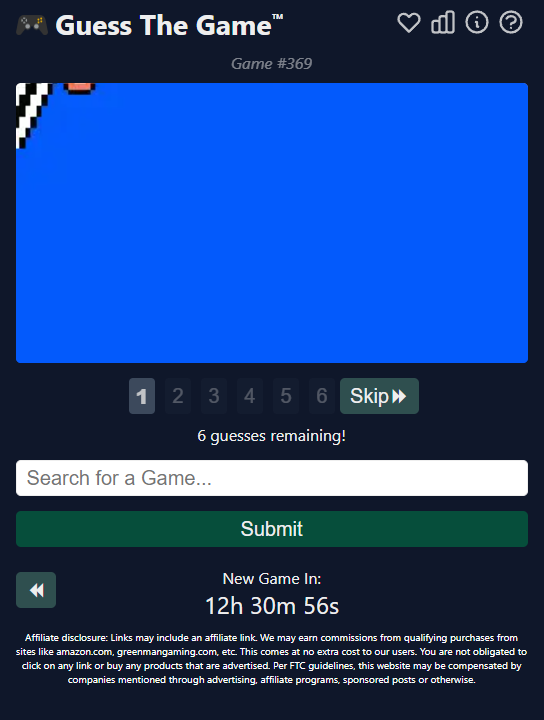 Guess The Game™
Game #369
1 2 3 4 5 6 Skip
6 guesses remaining!
Search for a Game...
Submit
New Game In:
12h 30m 56s
Affiliate disclosure: Links may include an affiliate link. We may earn commissions from qualifying purchases from
sites like amazon.com, greenmangaming.com, etc. This comes at no extra cost to our users. You are not obligated to
click on any link or buy any products that are advertised. Per FTC guidelines, this website may be compensated by
companies mentioned through advertising, affiliate programs, sponsored posts or otherwise.